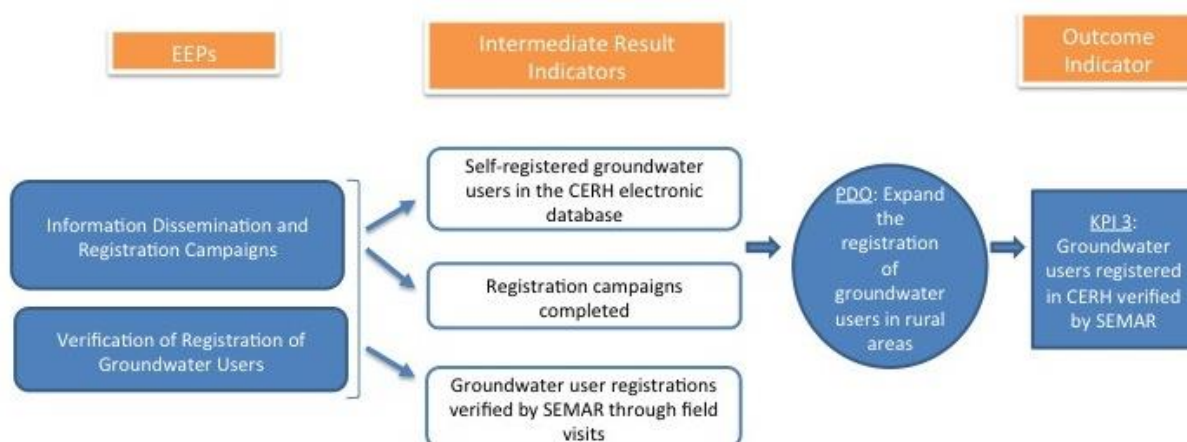 EEPs
Intermediate Result
Indicators
Outcome
Indicator
Information Dissemination and
Registration Campaigns
Verification of Registration of
Groundwater Users
Self-registered groundwater
users in the CERH electronic
database
Registration campaigns
completed
Groundwater user registrations
verified by SEMAR through field
visits
PDO: Expand
the
registration
of
groundwater
users in rural
areas
KPI 3:
Groundwater
users registered
in CERH verified
by SEMAR